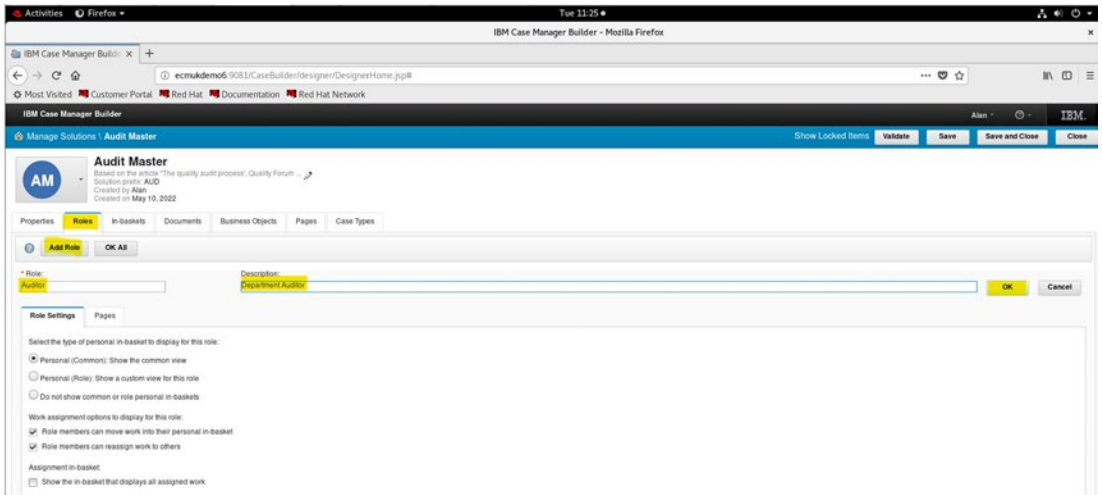 Activities Firefox Tue 11:25
IBM Case Manager Builder - Mozilla Firefox
IBM Case Manager Builde
ecmukdemo6:9081/CaseBuilder/designer/DesignerHome.jsp#
Most Visited Customer Portal Red Hat Documentation Red Hat Network
IBM Case Manager Builder Alan IBM.
Manage Solutions \ Audit Master Show Locked Items Validate Save Save and Close Close
AM
Audit Master
Based on the article 'The quality audit process', Quality Forum ...
Solution prefix: AUD
Created by Alan
Created on May 10, 2022
Properties Roles In-baskets Documents Business Objects Pages Case Types
Add Role OK All
* Role: Description:
Auditor Department Auditor OK Cancel
Role Settings Pages
Select the type of personal in-basket to display for this role:
Personal (Common): Show the common view
Personal (Role): Show a custom view for this role
Do not show common or role personal in-baskets
Work assignment options to display for this role:
Role members can move work into their personal in-basket
Role members can reassign work to others
Assignment in-basket:
Show the in-basket that displays all assigned work